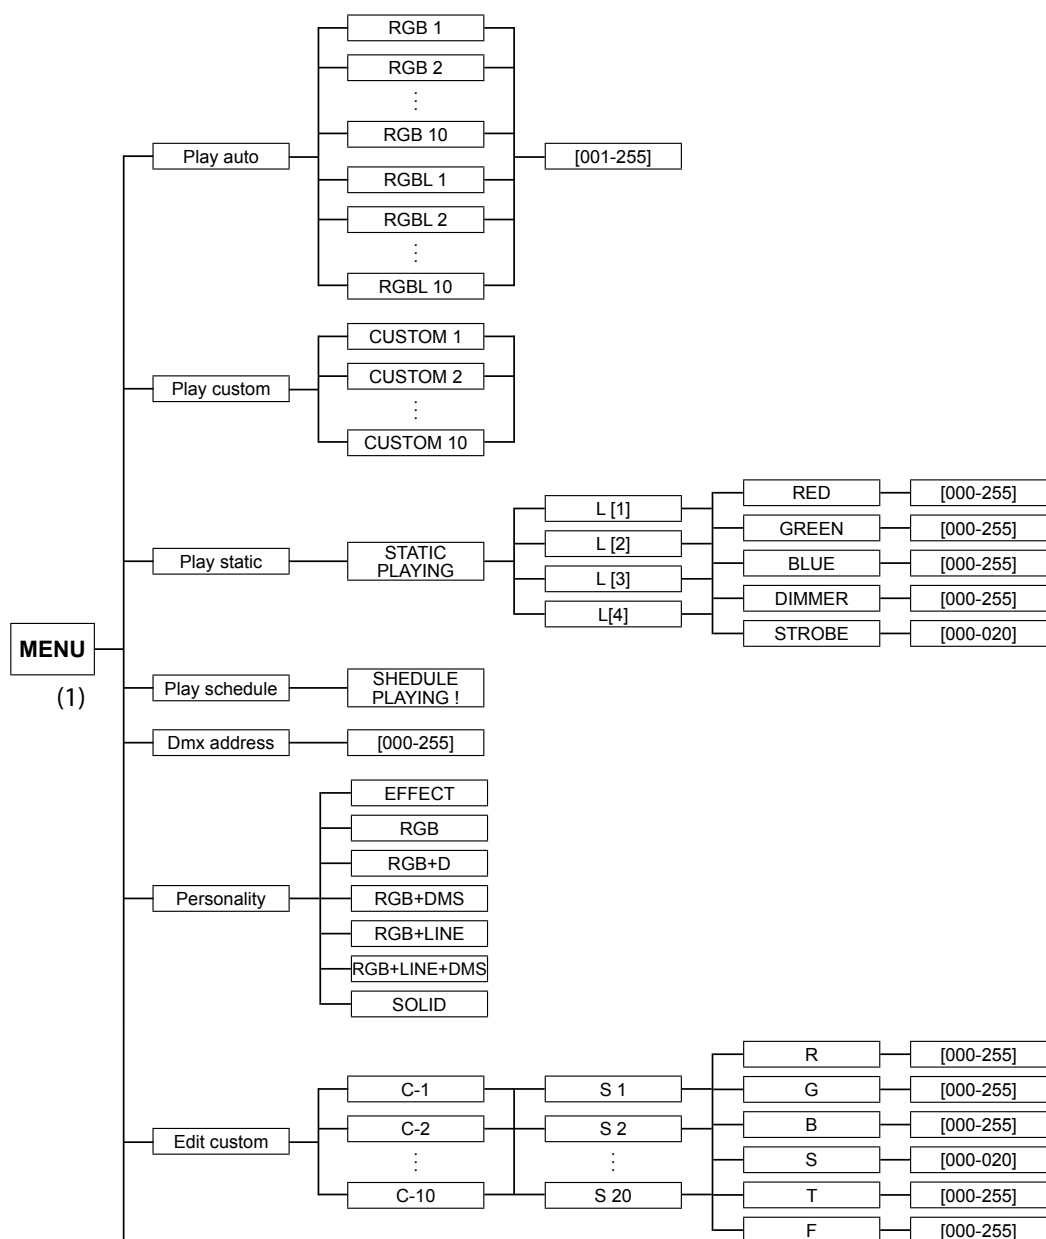 RGB 1
RGB 2
RGB 10
Play auto
[001-255]
RGBL 1
RGBL 2
RGBL 10
CUSTOM 1
CUSTOM 2
Play custom
CUSTOM 10
Play static
STATIC
PLAYING
L [1]
L [2]
L [3]
L[4]
RED [000-255]
GREEN [000-255]
BLUE [000-255]
DIMMER [000-255]
STROBE [000-020]
MENU
(1)
Play schedule
SHEDULE
PLAYING !
Dmx address [000-255]
Personality
EFFECT
RGB
RGB+D
RGB+DMS
RGB+LINE
RGB+LINE+DMS
SOLID
Edit custom
C-1
C-2
C-10
S 1
S 2
S 20
R [000-255]
G [000-255]
B [000-255]
S [000-020]
T [000-255]
F [000-255]